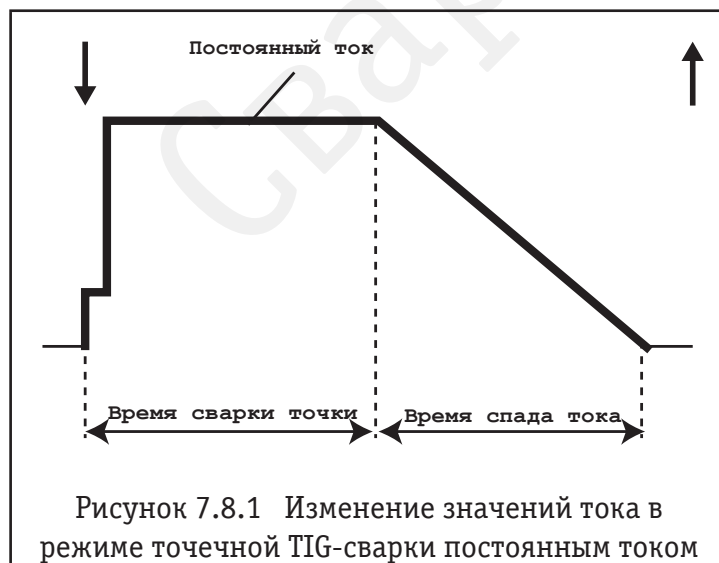 Постоянный ток
Время сварки точки
Время спада тока
Рисунок 7.8.1 Изменение значений тока в
режиме точечной TIG-сварки постоянным током